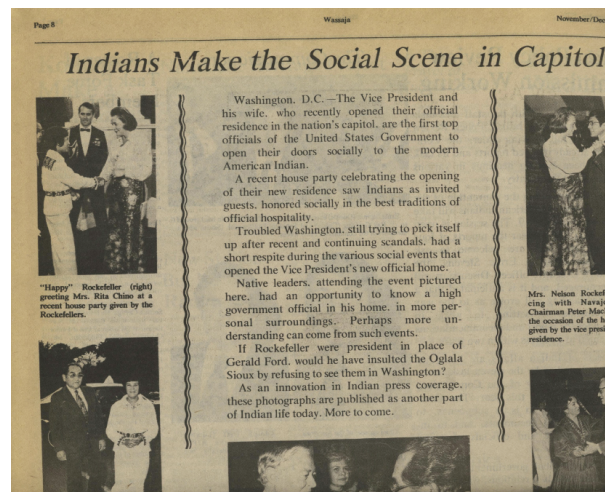 Page 8
Wassaja
November/Dec
Indians Make the Social Scene in Capitol
"Happy" Rockefeller (right)
greeting Mrs. Rita Chino at a
recent house party given by the
Rockefellers.
Washington, D.C.—The Vice President and
his wife, who recently opened their official
residence in the nation's capitol, are the first top
officials of the United States Government to
open their doors socially to the modern
American Indian.
A recent house party celebrating the opening
of their new residence saw Indians as invited
guests, honored socially in the best traditions of
official hospitality.
Troubled Washington, still trying to pick itself
up after recent and continuing scandals, had a
short respite during the various social events that
opened the Vice President's new official home.
Native leaders, attending the event pictured
here, had an opportunity to know a high
government official in his home, in more per-
sonal surroundings. Perhaps more un-
derstanding can come from such events.
If Rockefeller were president in place of
Gerald Ford, would he have insulted the Oglala
Sioux by refusing to see them in Washington?
As an innovation in Indian press coverage,
these photographs are published as another part
of Indian life today. More to come.
Mrs. Nelson Rockef
cing with Navaj
Chairman Peter Mac
the occasion of the h
given by the vice presi
residence.